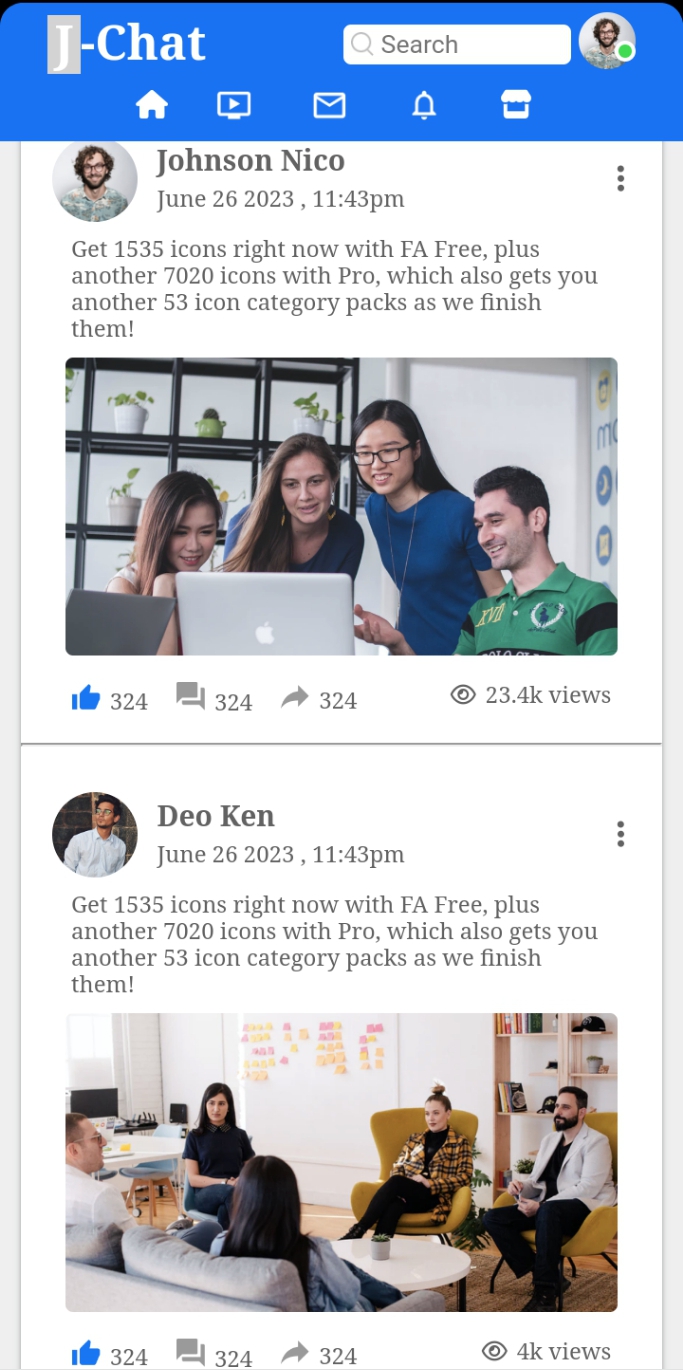 J-Chat
Search
Johnson Nico
June 26 2023 , 11:43pm
Get 1535 icons right now with FA Free, plus
another 7020 icons with Pro, which also gets you
another 53 icon category packs as we finish
them!
XVII
324
324
324
23.4k views
Deo Ken
June 26 2023 , 11:43pm
Get 1535 icons right now with FA Free, plus
another 7020 icons with Pro, which also gets you
another 53 icon category packs as we finish
them!
324
324
324
4k views